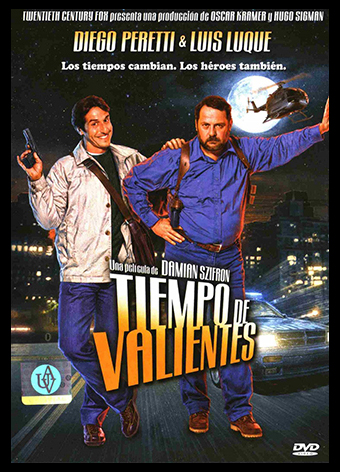 TWENTIETH CENTURY FOX presenta una producción de OSCAR KRAMER y HUGO SIGMAN
DIEGO PERETTI & LUIS LUQUE
Los tiempos cambian. Los héroes también.
Una película de DAMIAN SZIFRON
TIEMPO DE
VALIENTES
DVD